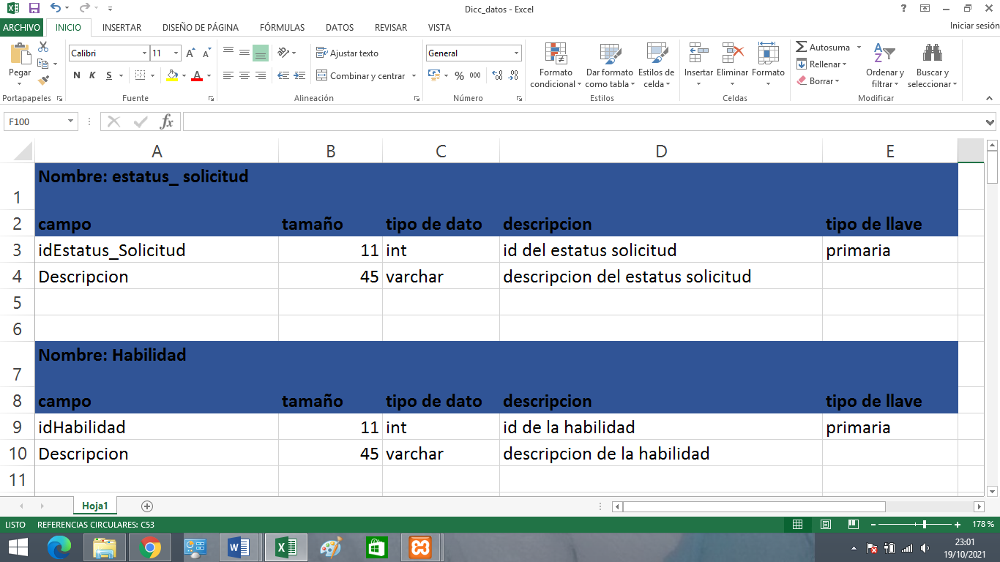 Dicc_datos - Excel
Iniciar sesión
ARCHIVO INICIO INSERTAR DISEÑO DE PÁGINA FÓRMULAS DATOS REVISAR VISTA
Pegar
Calibri 11
N K S
Ajustar texto
Combinar y centrar
General
% 000
Formato condicional
Dar formato como tabla
Estilos de celda
Insertar Eliminar Formato
Autosuma
Rellenar
Borrar
Ordenar y filtrar
Buscar y seleccionar
Portapapeles Fuente Alineación Número Estilos Celdas Modificar
F100 fx
A B C D E
1 Nombre: estatus_ solicitud
2 campo tamaño tipo de dato descripcion tipo de llave
3 idEstatus_Solicitud 11 int id del estatus solicitud primaria
4 Descripcion 45 varchar descripcion del estatus solicitud
5
6
7 Nombre: Habilidad
8 campo tamaño tipo de dato descripcion tipo de llave
9 idHabilidad 11 int id de la habilidad primaria
10 Descripcion 45 varchar descripcion de la habilidad
11
Hoja1
LISTO REFERENCIAS CIRCULARES: C53 178 %
23:01
19/10/2021